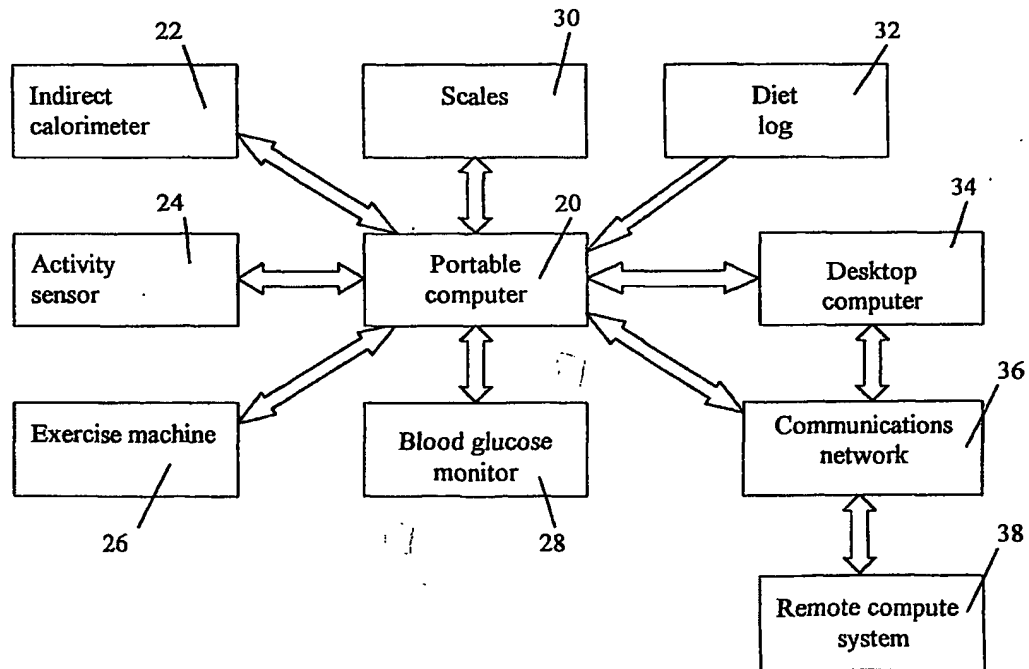 22
30
32
Indirect
calorimeter
Scales
Diet
log
24
20
34
Activity
sensor
Portable
computer
Desktop
computer
36
Exercise machine
Blood glucose
monitor
Communications
network
26
28
38
Remote compute
system